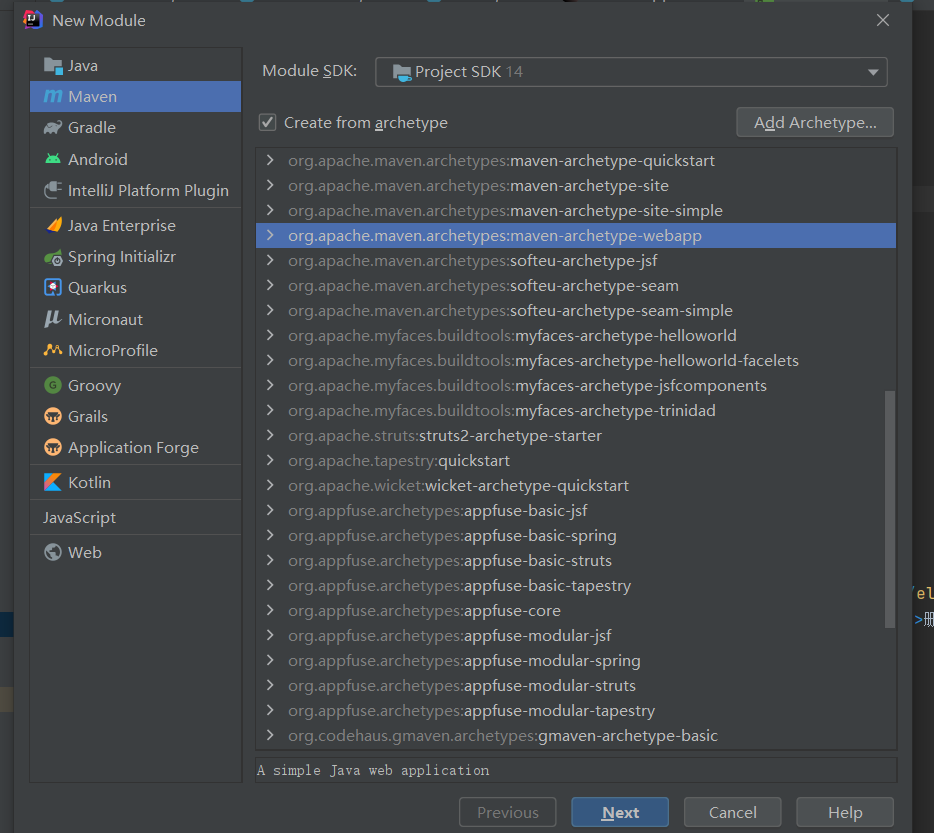 New Module
Java
Maven
Gradle
Android
IntelliJ Platform Plugin
Java Enterprise
Spring Initializr
Quarkus
Micronaut
MicroProfile
Groovy
Grails
Application Forge
Kotlin
JavaScript
Web
Module SDK:
Project SDK 14
Create from archetype
Add Archetype...
org.apache.maven.archetypes:maven-archetype-quickstart
org.apache.maven.archetypes:maven-archetype-site
org.apache.maven.archetypes:maven-archetype-site-simple
org.apache.maven.archetypes:maven-archetype-webapp
org.apache.maven.archetypes:softeu-archetype-jsf
org.apache.maven.archetypes:softeu-archetype-seam
org.apache.maven.archetypes:softeu-archetype-seam-simple
org.apache.myfaces.buildtools:myfaces-archetype-helloworld
org.apache.myfaces.buildtools:myfaces-archetype-helloworld-facelets
org.apache.myfaces.buildtools:myfaces-archetype-jsfcomponents
org.apache.myfaces.buildtools:myfaces-archetype-trinidad
org.apache.struts:struts2-archetype-starter
org.apache.tapestry:quickstart
org.apache.wicket:wicket-archetype-quickstart
org.appfuse.archetypes:appfuse-basic-jsf
org.appfuse.archetypes:appfuse-basic-spring
org.appfuse.archetypes:appfuse-basic-struts
org.appfuse.archetypes:appfuse-basic-tapestry
org.appfuse.archetypes:appfuse-core
org.appfuse.archetypes:appfuse-modular-jsf
org.appfuse.archetypes:appfuse-modular-spring
org.appfuse.archetypes:appfuse-modular-struts
org.appfuse.archetypes:appfuse-modular-tapestry
org.codehaus.gmaven.archetypes:gmaven-archetype-basic
A simple Java web application
Previous
Next
Cancel
Help